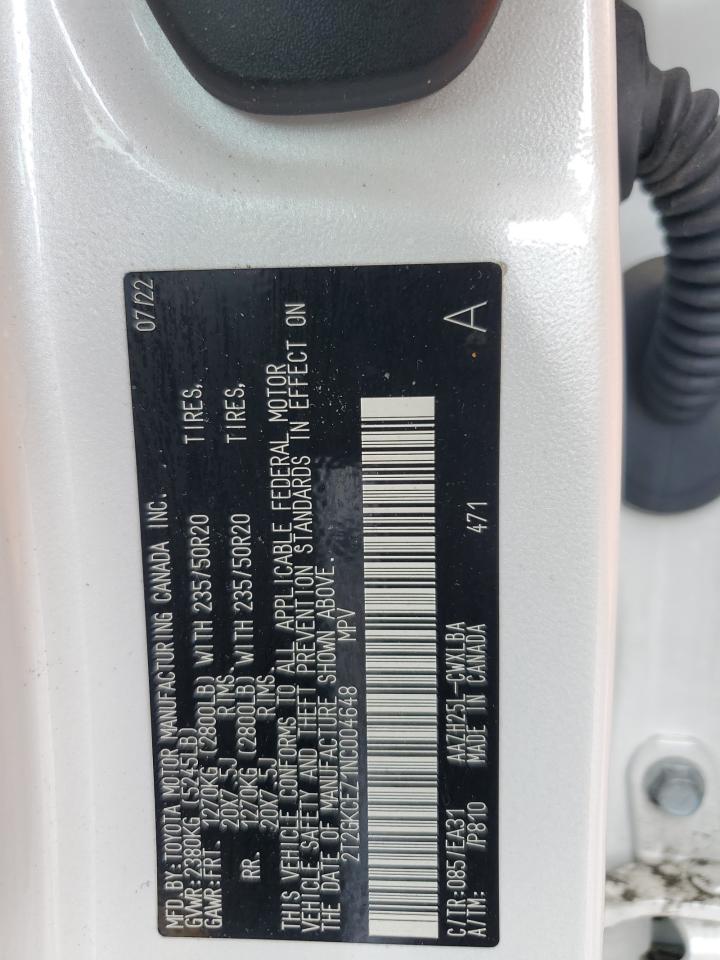 MFD. BY: TOYOTA MOTOR MANUFACTURING CANADA INC. 07/22
GVWR: 2380KG (5245LB)
GAWR: FRT. 1270KG (2800LB) WITH 235/50R20 TIRES,
20X7.5J RIMS
RR. 1270KG (2800LB) WITH 235/50R20 TIRES,
20X7.5J RIMS
THIS VEHICLE CONFORMS TO ALL APPLICABLE FEDERAL MOTOR
VEHICLE SAFETY AND THEFT PREVENTION STANDARDS IN EFFECT ON
THE DATE OF MANUFACTURE SHOWN ABOVE.
2T2GKCEZ1NC004648 MPV
C/TR: 0857/EA31 AAZH25L-CWXLBA
A/TM: /P810 MADE IN CANADA 471 A